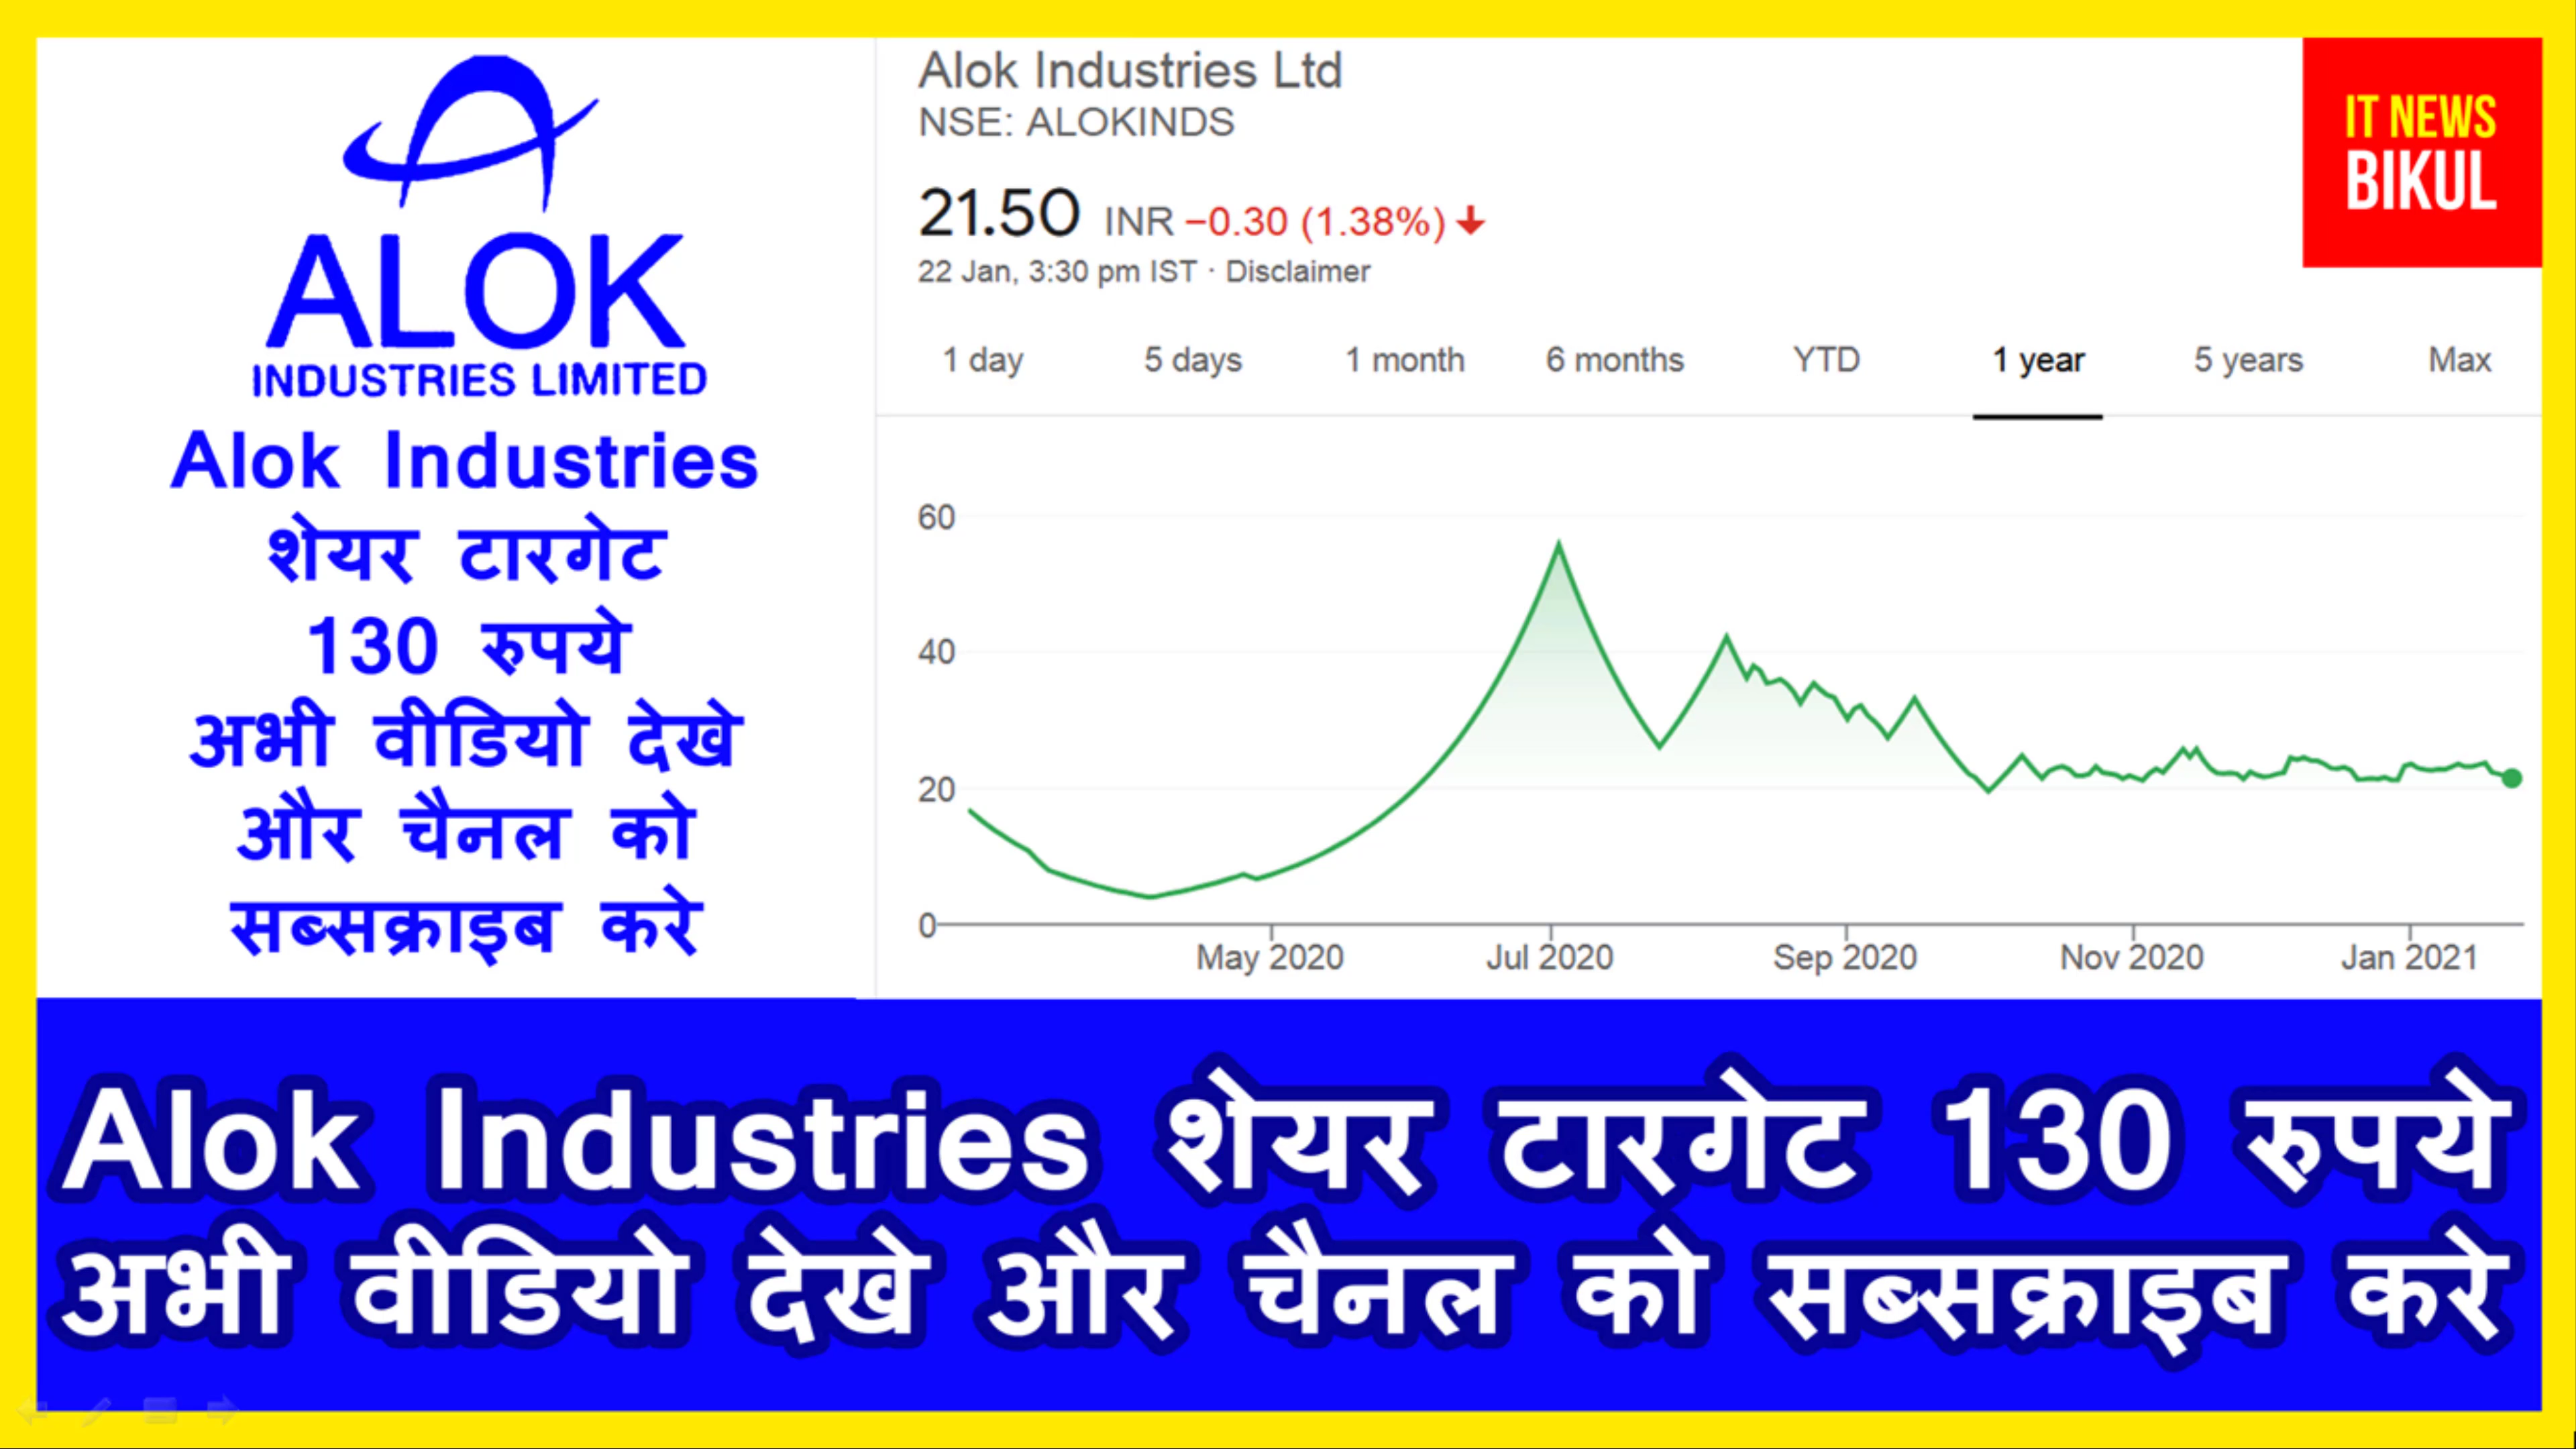 ALOK
INDUSTRIES LIMITED
Alok Industries
शेयर टारगेट
130 रुपये
अभी वीडियो देखे
और चैनल को
सब्सक्राइब करे
Alok Industries Ltd
NSE: ALOKINDS
21.50 INR −0.30 (1.38%)
22 Jan, 3:30 pm IST · Disclaimer
1 day 5 days 1 month 6 months YTD 1 year 5 years Max
60
40
20
0
May 2020 Jul 2020 Sep 2020 Nov 2020 Jan 2021
IT NEWS
BIKUL
Alok Industries शेयर टारगेट 130 रुपये
अभी वीडियो देखे और चैनल को सब्सक्राइब करे